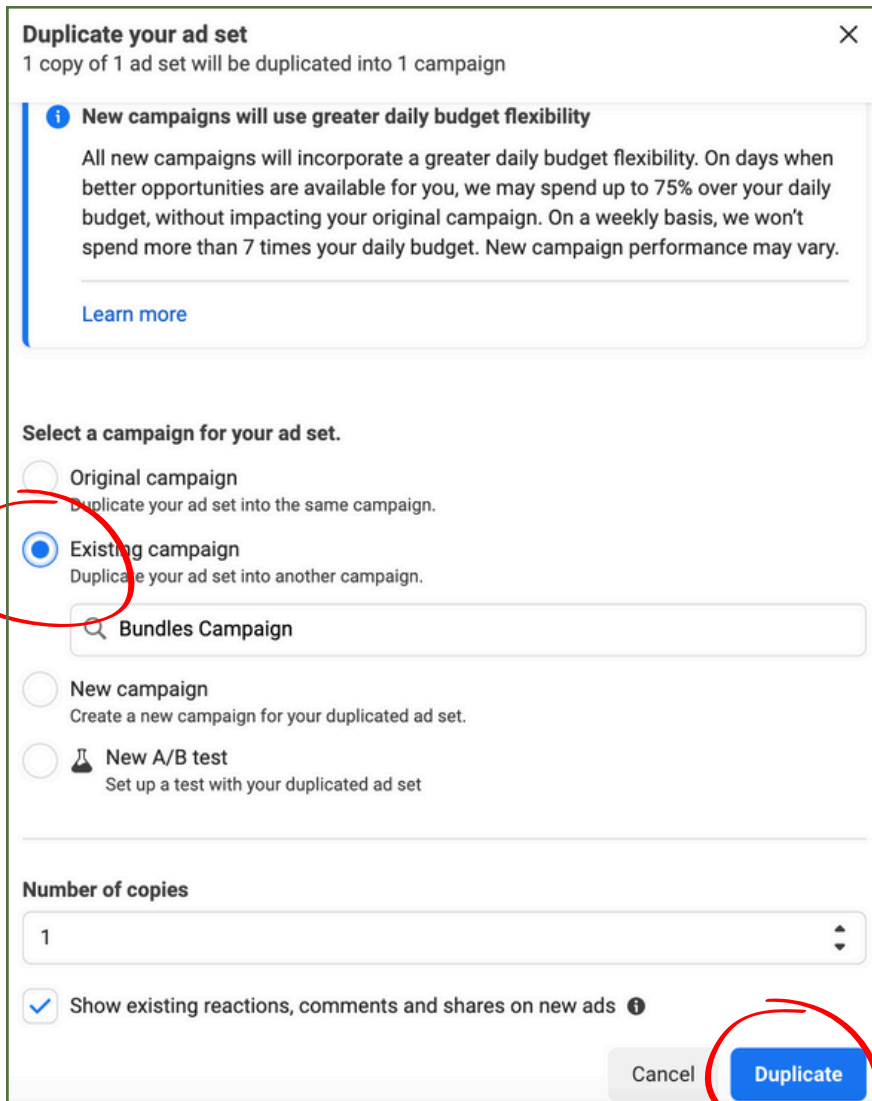 Duplicate your ad set
1 copy of 1 ad set will be duplicated into 1 campaign
New campaigns will use greater daily budget flexibility
All new campaigns will incorporate a greater daily budget flexibility. On days when
better opportunities are available for you, we may spend up to 75% over your daily
budget, without impacting your original campaign. On a weekly basis, we won’t
spend more than 7 times your daily budget. New campaign performance may vary.
Learn more
Select a campaign for your ad set.
Original campaign
Duplicate your ad set into the same campaign.
Existing campaign
Duplicate your ad set into another campaign.
Bundles Campaign
New campaign
Create a new campaign for your duplicated ad set.
New A/B test
Set up a test with your duplicated ad set
Number of copies
1
Show existing reactions, comments and shares on new ads
Cancel
Duplicate